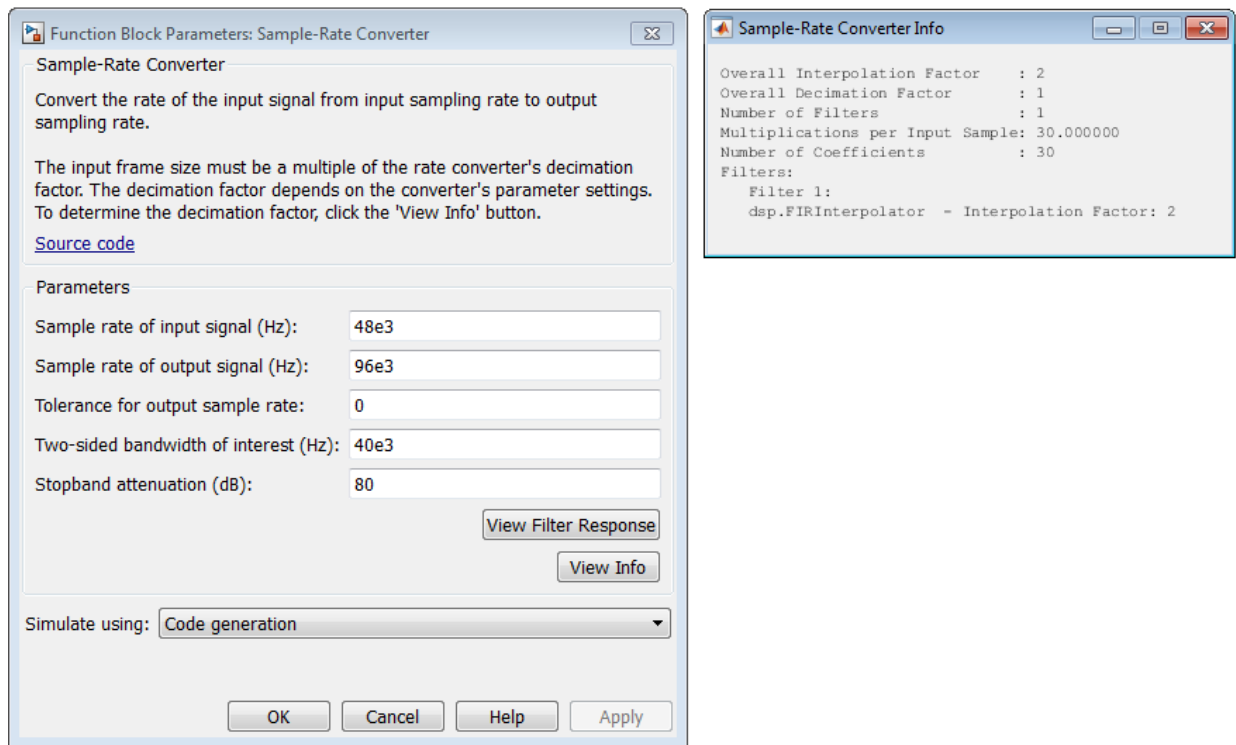 Function Block Parameters: Sample-Rate Converter
Sample-Rate Converter
Convert the rate of the input signal from input sampling rate to output
sampling rate.
The input frame size must be a multiple of the rate converter's decimation
factor. The decimation factor depends on the converter's parameter settings.
To determine the decimation factor, click the 'View Info' button.
Source code
Parameters
Sample rate of input signal (Hz): 48e3
Sample rate of output signal (Hz): 96e3
Tolerance for output sample rate: 0
Two-sided bandwidth of interest (Hz): 40e3
Stopband attenuation (dB): 80
View Filter Response
View Info
Simulate using: Code generation
OK Cancel Help Apply
Sample-Rate Converter Info
Overall Interpolation Factor : 2
Overall Decimation Factor : 1
Number of Filters : 1
Multiplications per Input Sample: 30.000000
Number of Coefficients : 30
Filters:
Filter 1:
dsp.FIRInterpolator - Interpolation Factor: 2